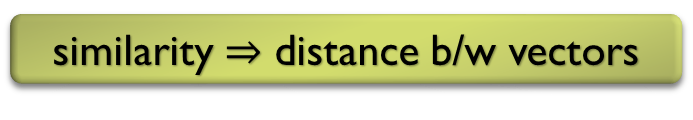 similarity ⇒ distance b/w vectors